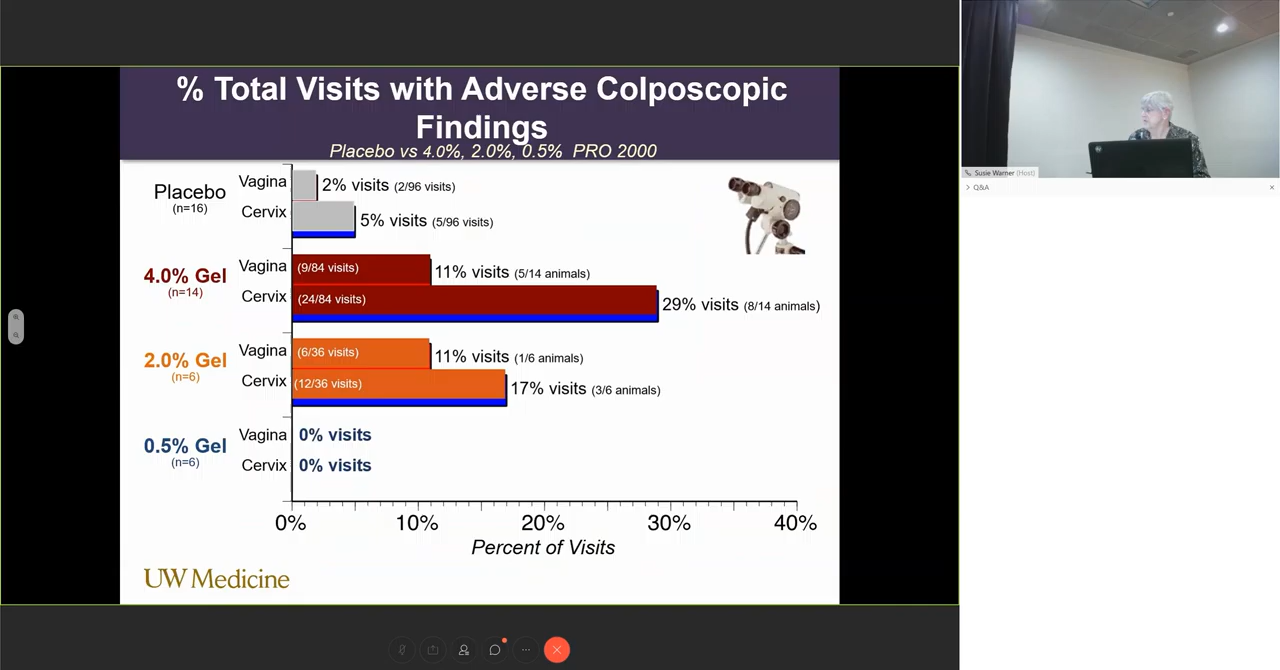 % Total Visits with Adverse Colposcopic
Findings
Placebo vs 4.0%, 2.0%, 0.5% PRO 2000
Placebo
(n=16)
Vagina
2% visits (2/96 visits)
Cervix
5% visits (5/96 visits)
4.0% Gel
(n=14)
Vagina
(9/84 visits)
11% visits (5/14 animals)
Cervix
(24/84 visits)
29% visits (8/14 animals)
2.0% Gel
(n=6)
Vagina
(6/36 visits)
11% visits (1/6 animals)
Cervix
(12/36 visits)
17% visits (3/6 animals)
0.5% Gel
(n=6)
Vagina
0% visits
Cervix
0% visits
0% 10% 20% 30% 40%
Percent of Visits
UW Medicine
Susie Warner (Host)
Q&A